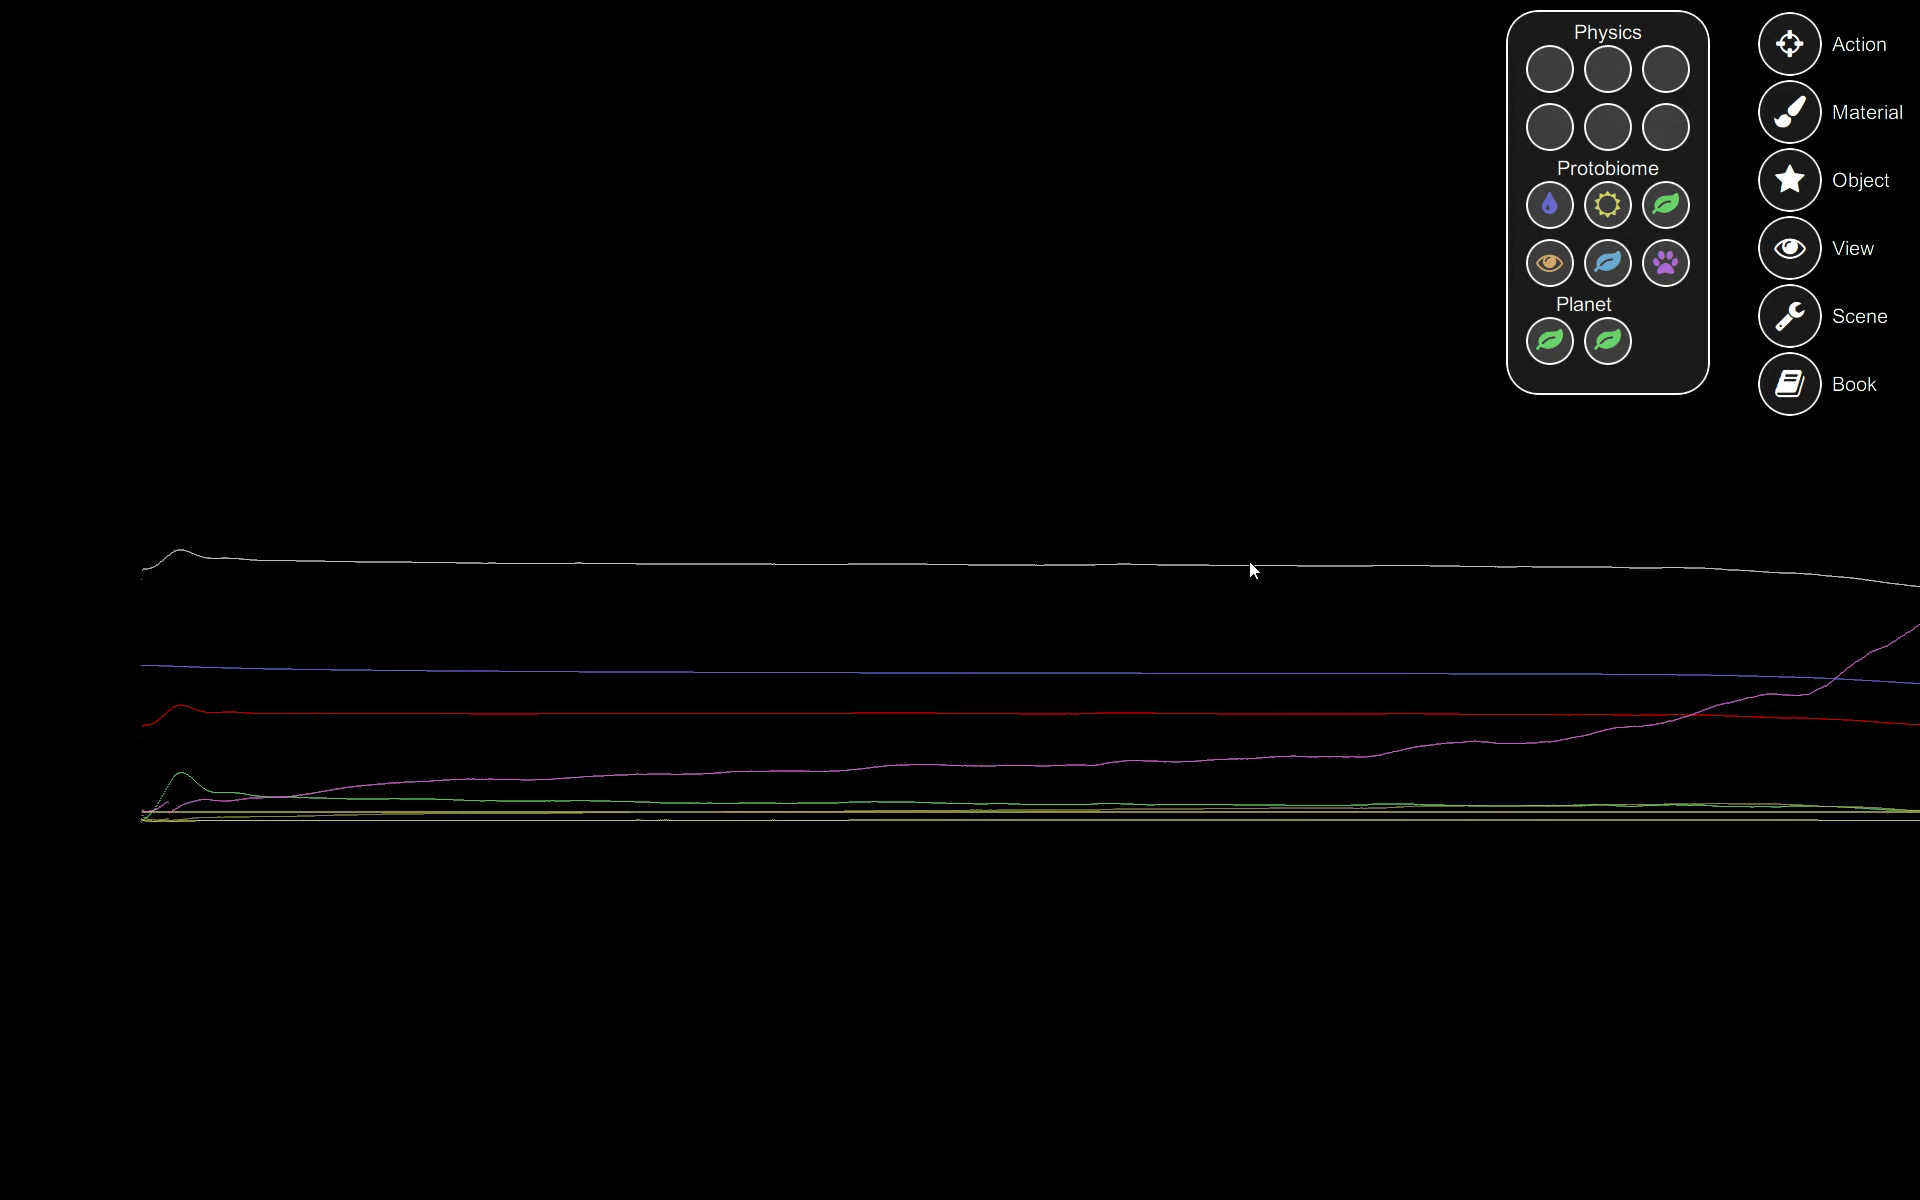 Physics
Protobiome
Planet
Action
Material
Object
View
Scene
Book